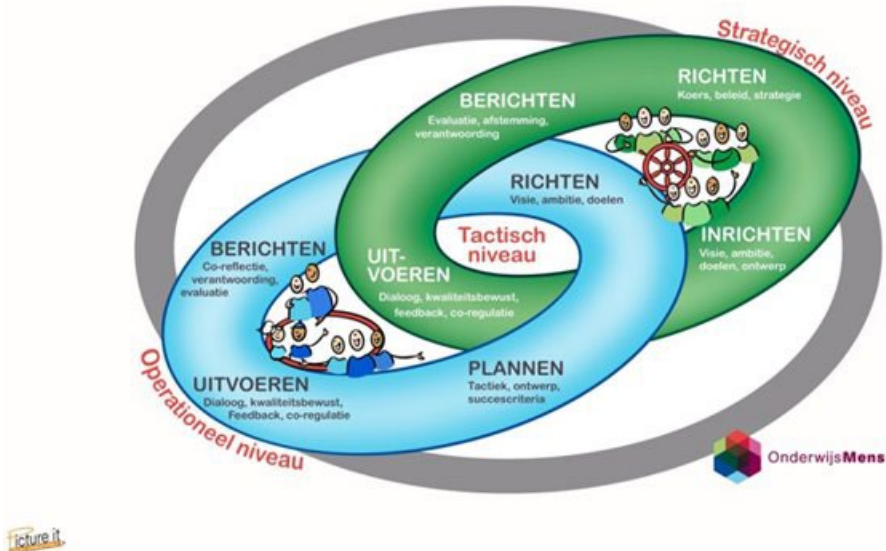 Strategisch niveau
RICHTEN
Koers, beleid, strategie
BERICHTEN
Evaluatie, afstemming,
verantwoording
RICHTEN
Visie, ambitie, doelen
INRICHTEN
Visie, ambitie,
doelen, ontwerp
Tactisch
niveau
UIT-
VOEREN
Dialoog, kwaliteitsbewust,
feedback, co-regulatie
BERICHTEN
Co-reflectie,
verantwoording,
evaluatie
PLANNEN
Tactiek, ontwerp,
succescriteria
UITVOEREN
Dialoog, kwaliteitsbewust,
Feedback, co-regulatie
Operationeel niveau
OnderwijsMens
Picture it